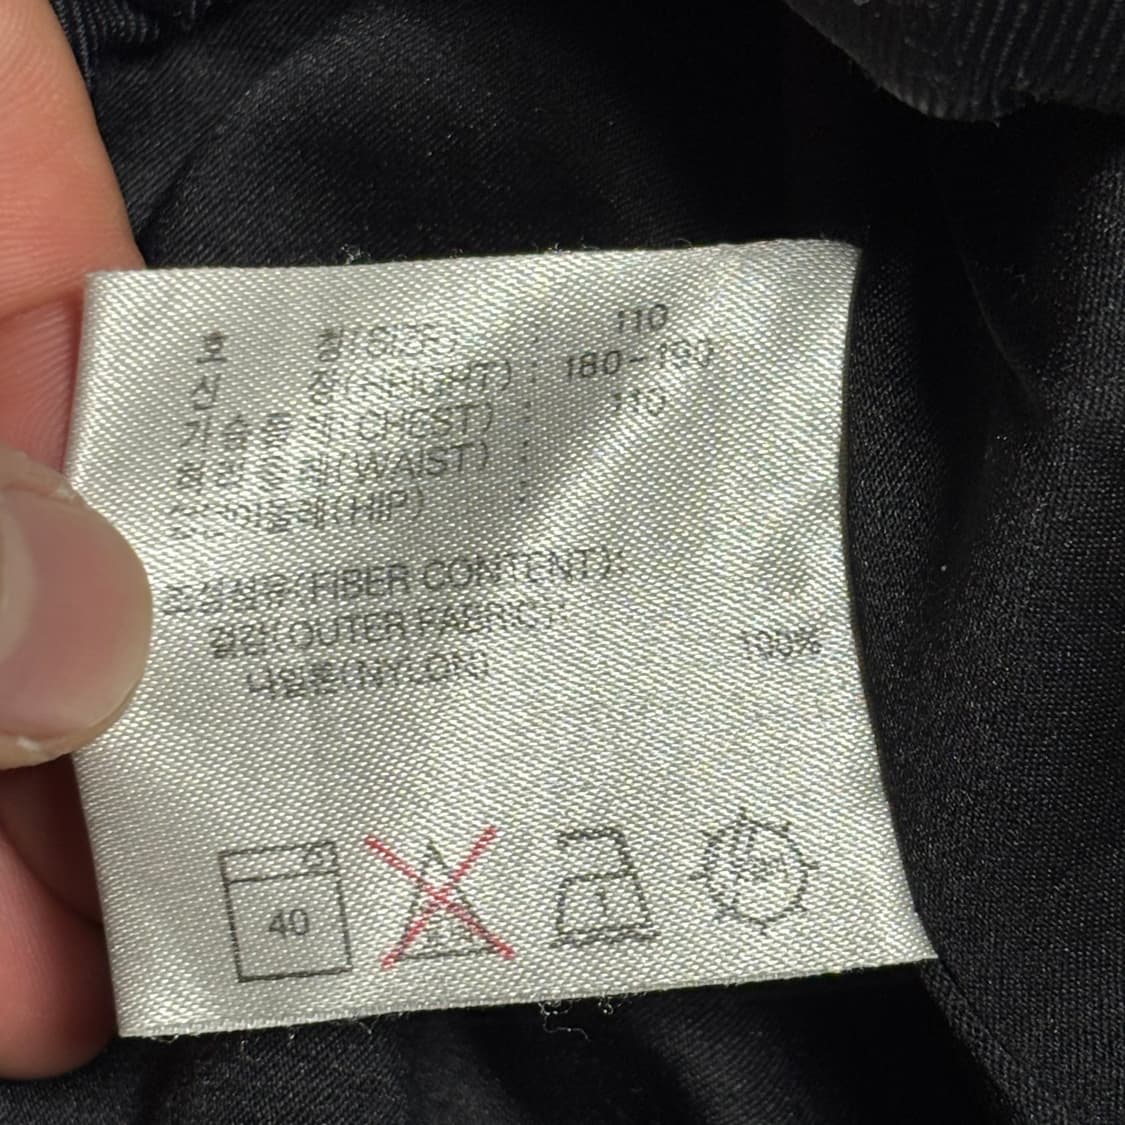 호 칭(SIZE) : 110
신 장(HEIGHT) : 180-190
가슴둘레(CHEST) : 110
허리둘레(WAIST) :
엉덩이둘레(HIP) :
조성섬유(FIBER CONTENT):
겉감(OUTER FABRIC):
나일론(NYLON) 100%
40